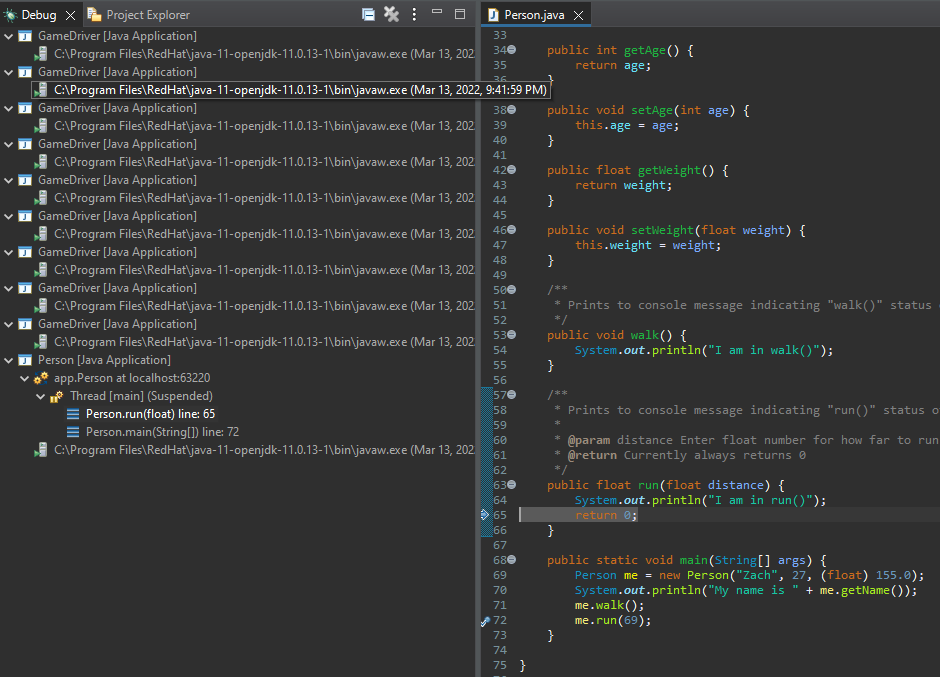 Debug
Project Explorer
GameDriver [Java Application]
C:\Program Files\RedHat\java-11-openjdk-11.0.13-1\bin\javaw.exe (Mar 13, 202
GameDriver [Java Application]
C:\Program Files\RedHat\java-11-openjdk-11.0.13-1\bin\javaw.exe (Mar 13, 2022, 9:41:59 PM)
GameDriver [Java Application]
C:\Program Files\RedHat\java-11-openjdk-11.0.13-1\bin\javaw.exe (Mar 13, 202
GameDriver [Java Application]
C:\Program Files\RedHat\java-11-openjdk-11.0.13-1\bin\javaw.exe (Mar 13, 202
GameDriver [Java Application]
C:\Program Files\RedHat\java-11-openjdk-11.0.13-1\bin\javaw.exe (Mar 13, 202
GameDriver [Java Application]
C:\Program Files\RedHat\java-11-openjdk-11.0.13-1\bin\javaw.exe (Mar 13, 202
GameDriver [Java Application]
C:\Program Files\RedHat\java-11-openjdk-11.0.13-1\bin\javaw.exe (Mar 13, 202
GameDriver [Java Application]
C:\Program Files\RedHat\java-11-openjdk-11.0.13-1\bin\javaw.exe (Mar 13, 202
GameDriver [Java Application]
C:\Program Files\RedHat\java-11-openjdk-11.0.13-1\bin\javaw.exe (Mar 13, 202
Person [Java Application]
app.Person at localhost:63220
Thread [main] (Suspended)
Person.run(float) line: 65
Person.main(String[]) line: 72
C:\Program Files\RedHat\java-11-openjdk-11.0.13-1\bin\javaw.exe (Mar 13, 202
Person.java
33
34 public int getAge() {
35 return age;
36 }
38 public void setAge(int age) {
39 this.age = age;
40 }
41
42 public float getWeight() {
43 return weight;
44 }
45
46 public void setWeight(float weight) {
47 this.weight = weight;
48 }
49
50 /**
51 * Prints to console message indicating "walk()" status
52 */
53 public void walk() {
54 System.out.println("I am in walk()");
55 }
56
57 /**
58 * Prints to console message indicating "run()" status o
59 *
60 * @param distance Enter float number for how far to run
61 * @return Currently always returns 0
62 */
63 public float run(float distance) {
64 System.out.println("I am in run()");
65 return 0;
66 }
67
68 public static void main(String[] args) {
69 Person me = new Person("Zach", 27, (float) 155.0);
70 System.out.println("My name is " + me.getName());
71 me.walk();
72 me.run(69);
73 }
74
75 }